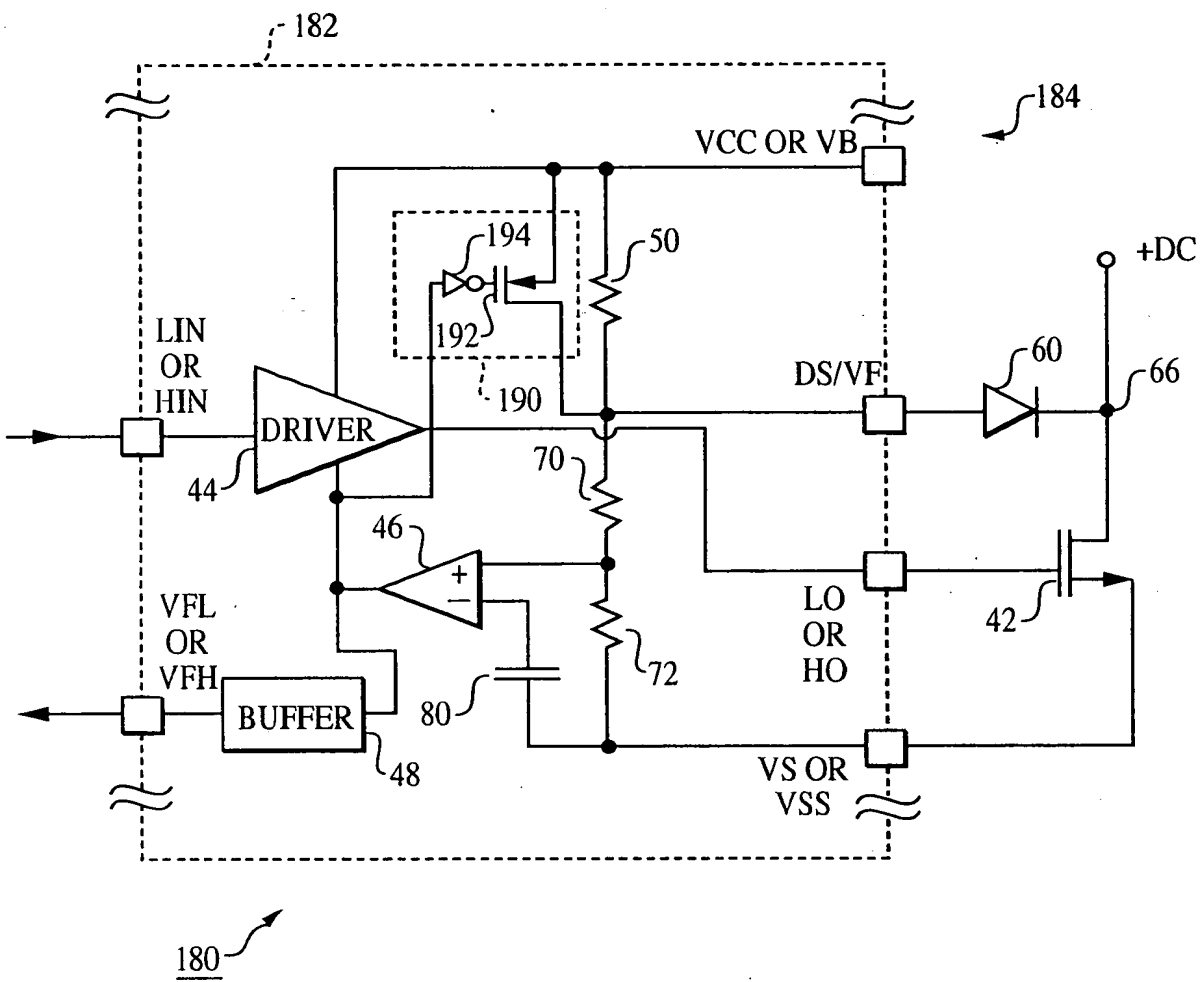 182
184
VCC OR VB
194
50
+DC
192
LIN
OR
HIN
190
DS/VF
60
66
DRIVER
44
70
46
+
−
42
LO
OR
HO
VFL
OR
VFH
72
80
BUFFER
48
VS OR
VSS
180